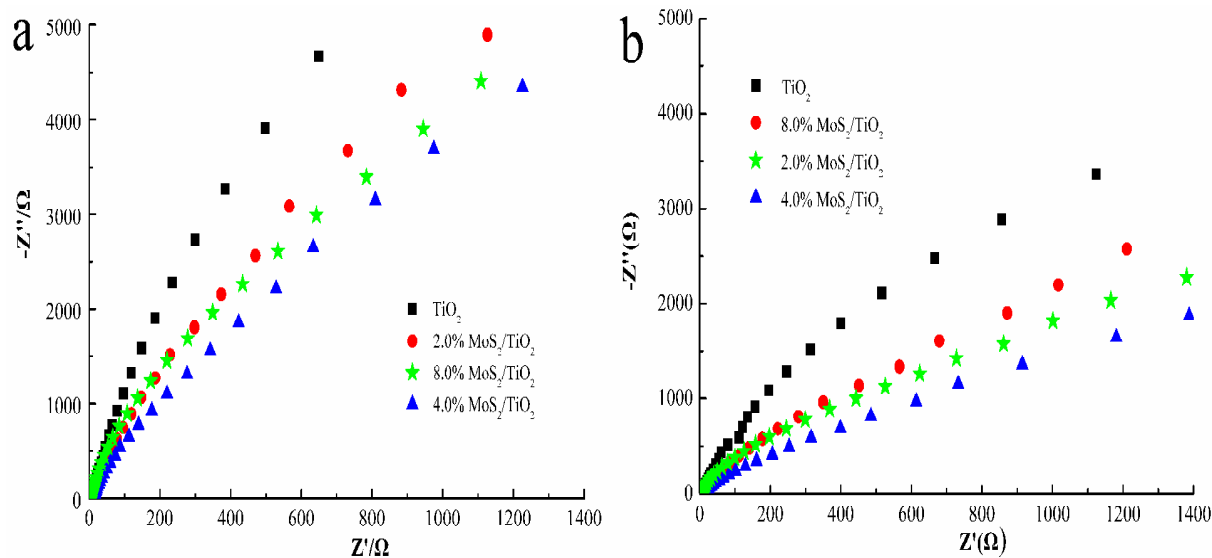 a
5000
4000
3000
2000
1000
0
-Z''/Ω
0 200 400 600 800 1000 1200 1400
Z'/Ω
TiO2
2.0% MoS2/TiO2
8.0% MoS2/TiO2
4.0% MoS2/TiO2
b
5000
4000
3000
2000
1000
0
-Z''(Ω)
0 200 400 600 800 1000 1200 1400
Z'(Ω)
TiO2
8.0% MoS2/TiO2
2.0% MoS2/TiO2
4.0% MoS2/TiO2